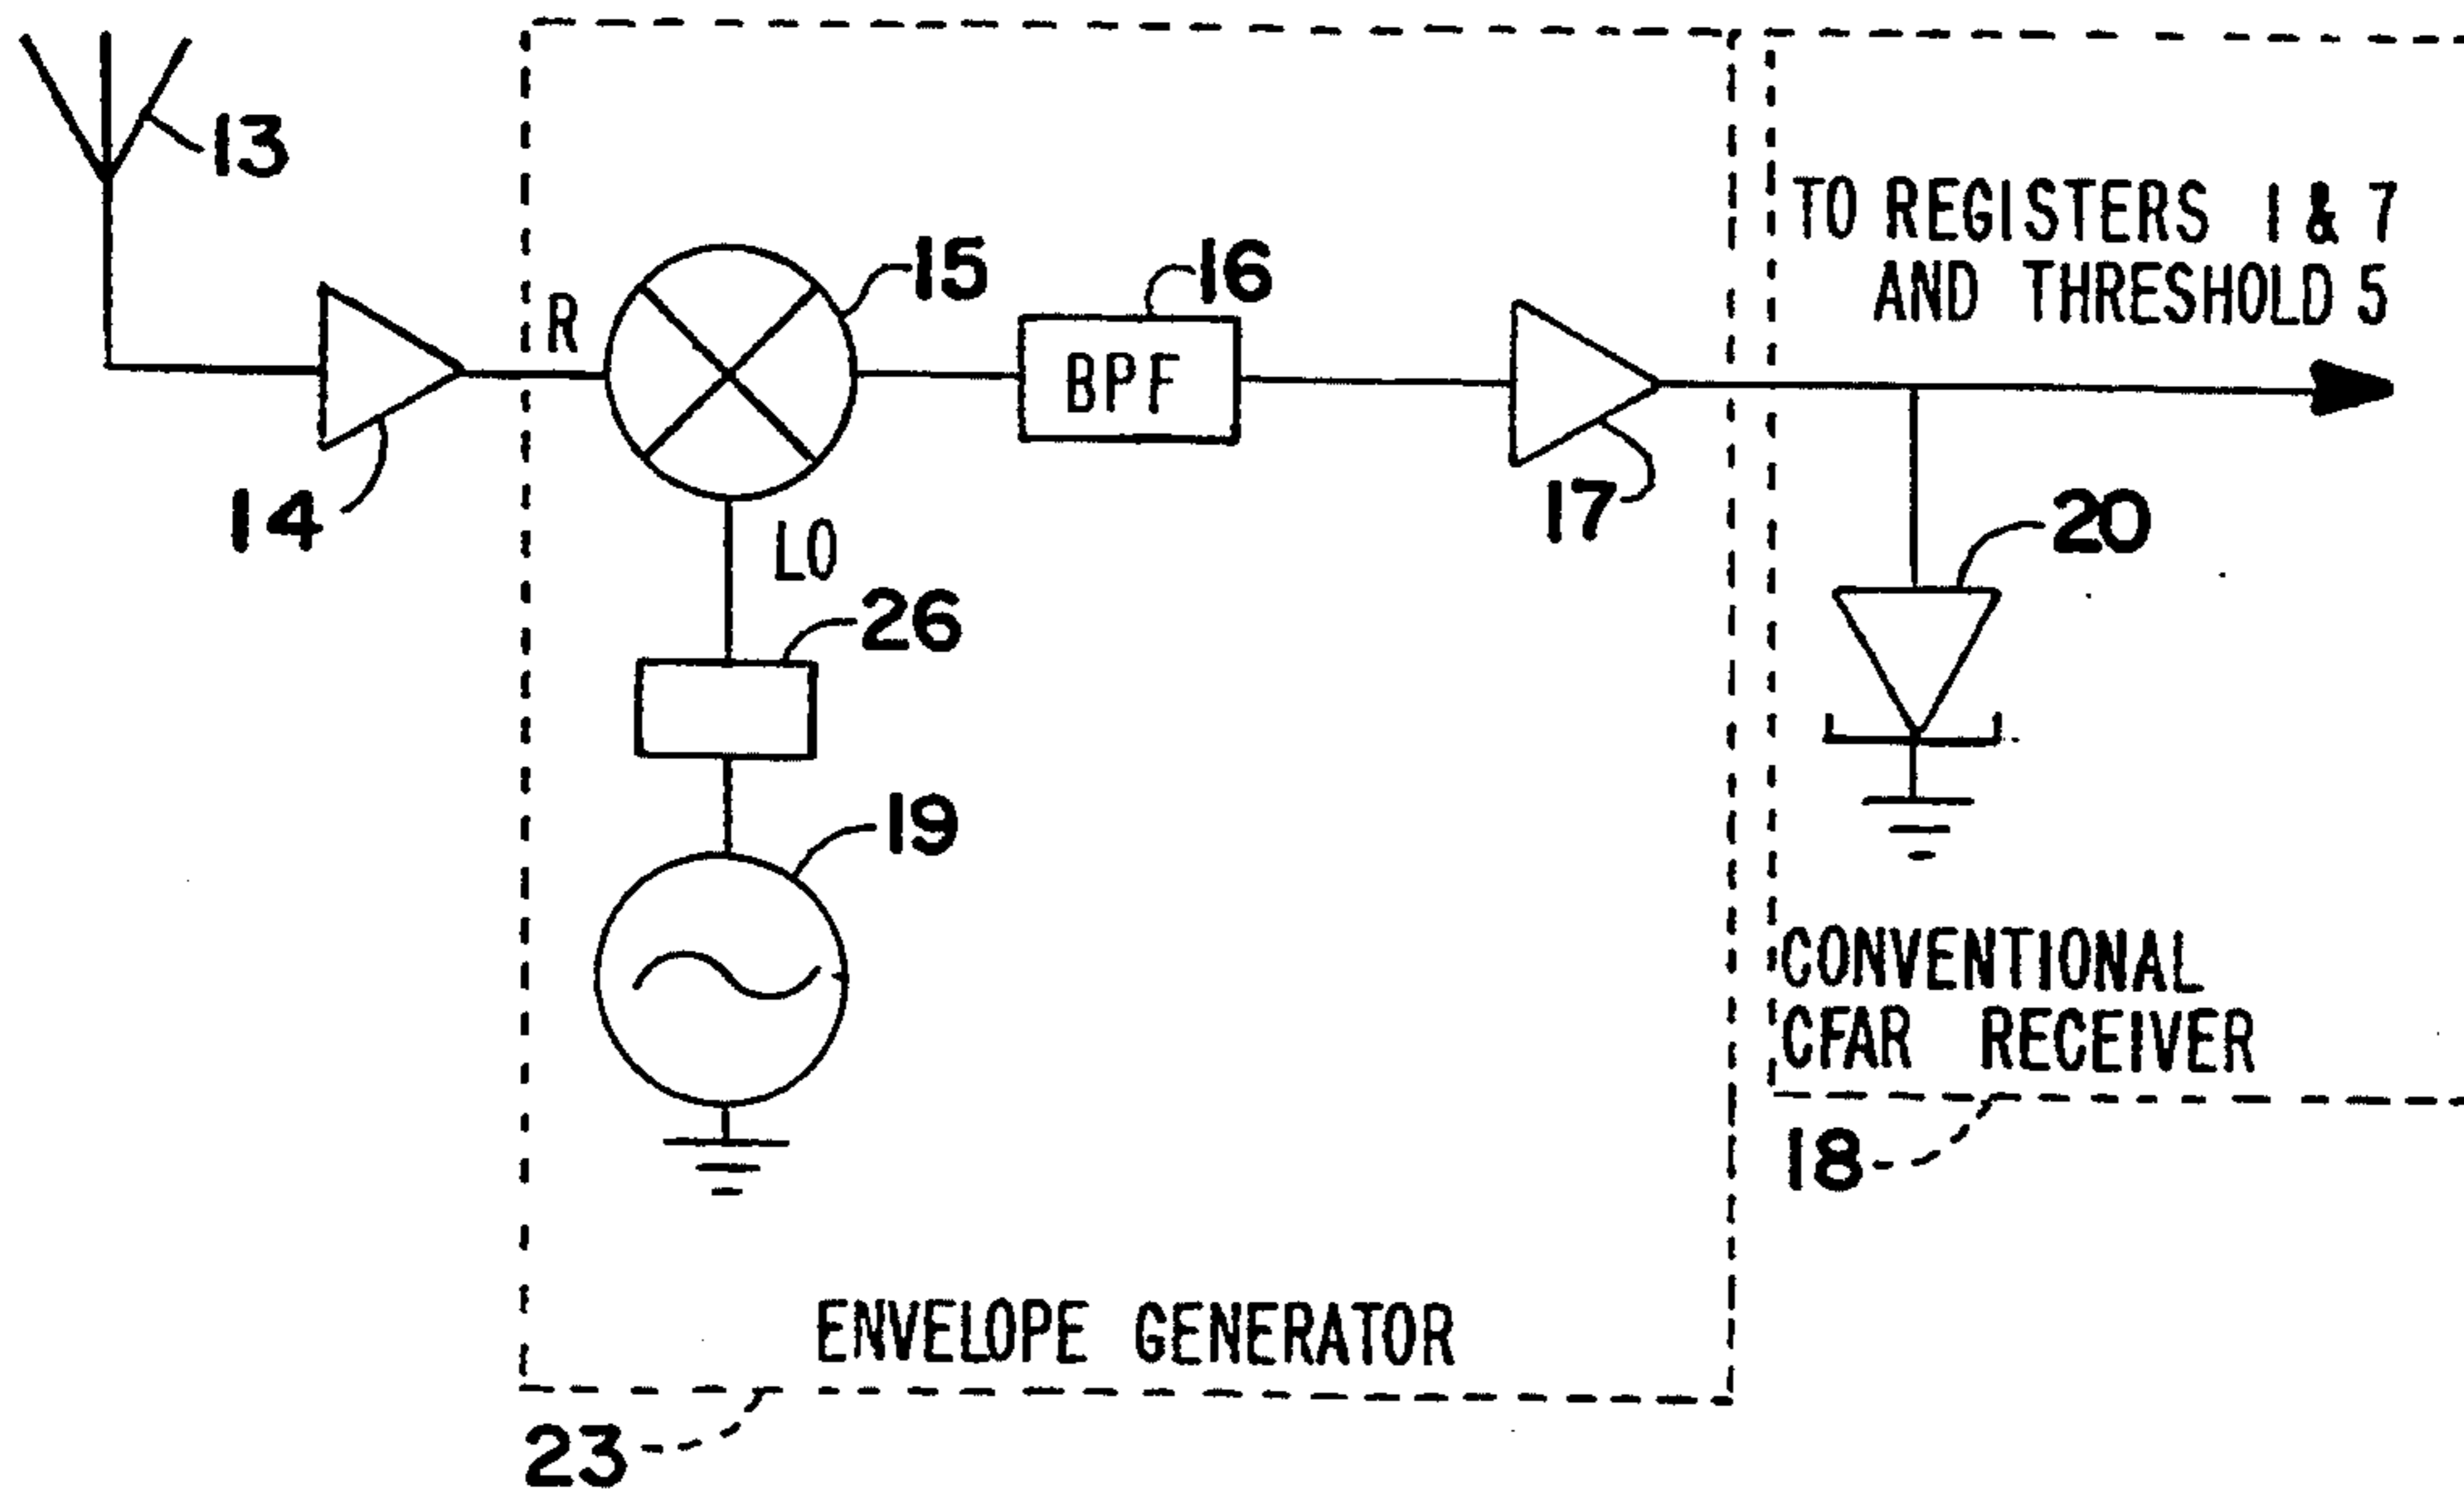 13
TO REGISTERS 1 & 7
AND THRESHOLD 5
15
16
R
BPF
14
17
20
LO
26
19
CONVENTIONAL
CFAR RECEIVER
18
ENVELOPE GENERATOR
23